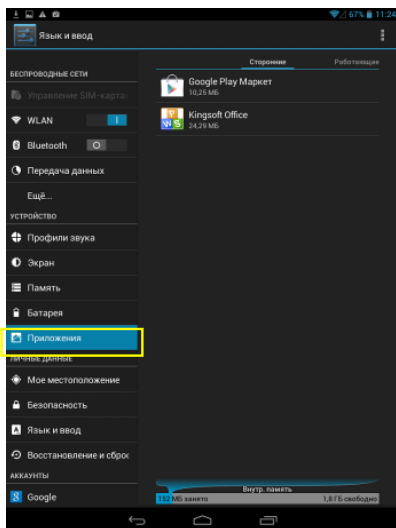 67% 11:24
Язык и ввод
БЕСПРОВОДНЫЕ СЕТИ
Управление SIM-карта
WLAN
Bluetooth
Передача данных
Ещё...
УСТРОЙСТВО
Профили звука
Экран
Память
Батарея
Приложения
ЛИЧНЫЕ ДАННЫЕ
Мое местоположение
Безопасность
Язык и ввод
Восстановление и сброс
АККАУНТЫ
Google
Сторонние Работающие
Google Play Маркет
10,25 МБ
Kingsoft Office
24,29 МБ
Внутр. память
152 МБ занято 1,8 ГБ свободно